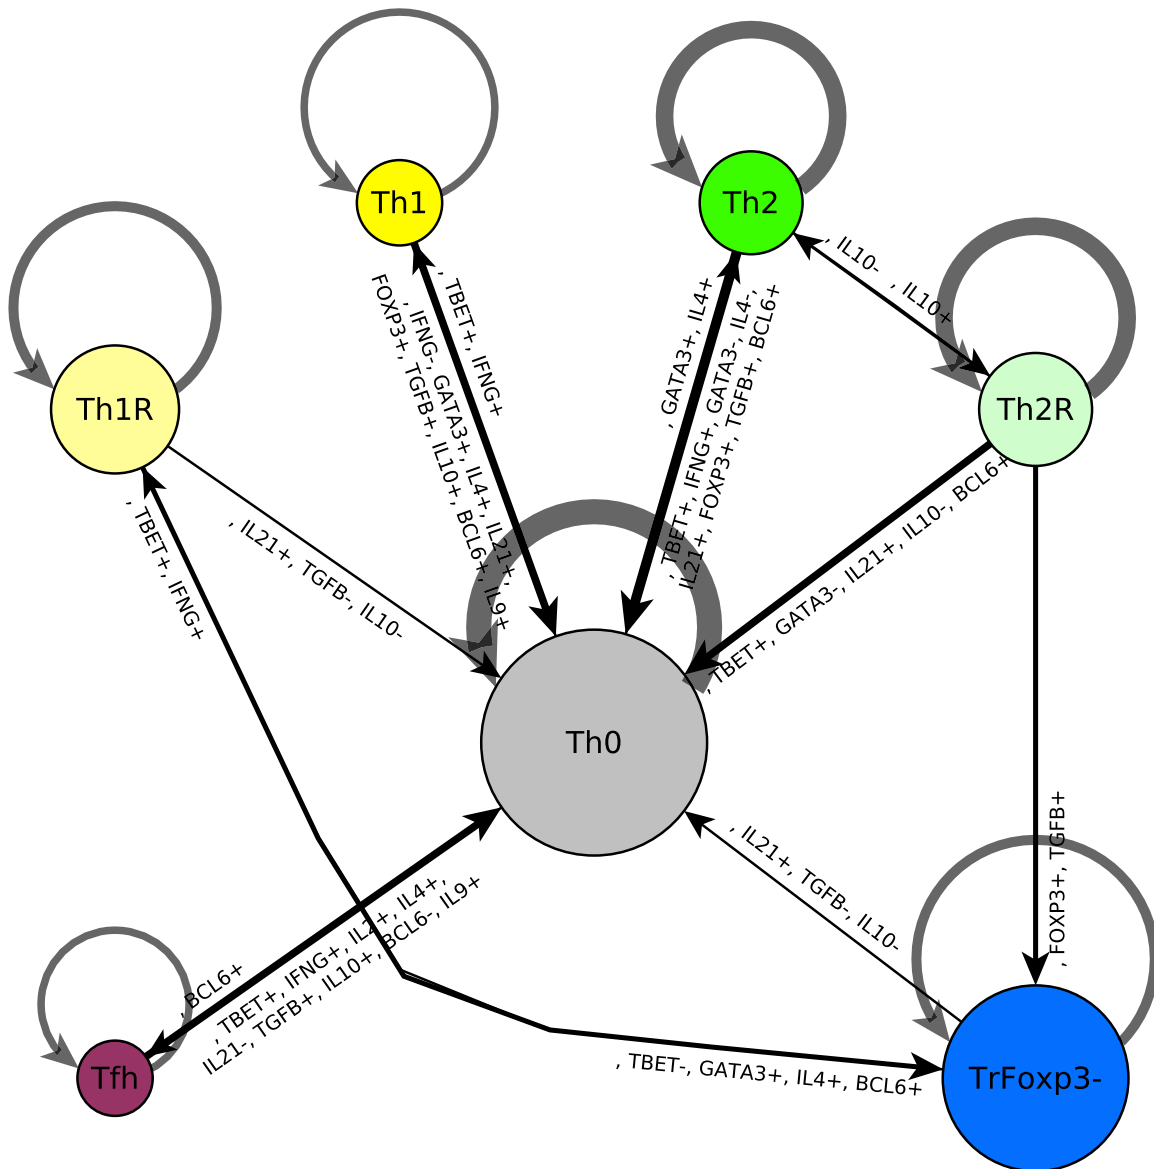 Th1
Th2
, IL10-
, IL10+
, TBET+, IFNG+
, IFNG-, GATA3+, IL4+, IL21+,
FOXP3+, TGFB+, IL10+, BCL6+, IL9+
, GATA3+, IL4+
, TBET+, IFNG+, GATA3-, IL4-,
IL21+, FOXP3+, TGFB+, BCL6+
Th1R
Th2R
, TBET+, IFNG+
, IL21+, TGFB-, IL10-
, TBET+, GATA3-, IL21+, IL10-, BCL6+
Th0
, FOXP3+, TGFB+
, IL21+, TGFB-, IL10-
, BCL6+
, TBET+, IFNG+, IL2+, IL4+,
IL21-, TGFB+, IL10+, BCL6-, IL9+
Tfh
, TBET-, GATA3+, IL4+, BCL6+
TrFoxp3-